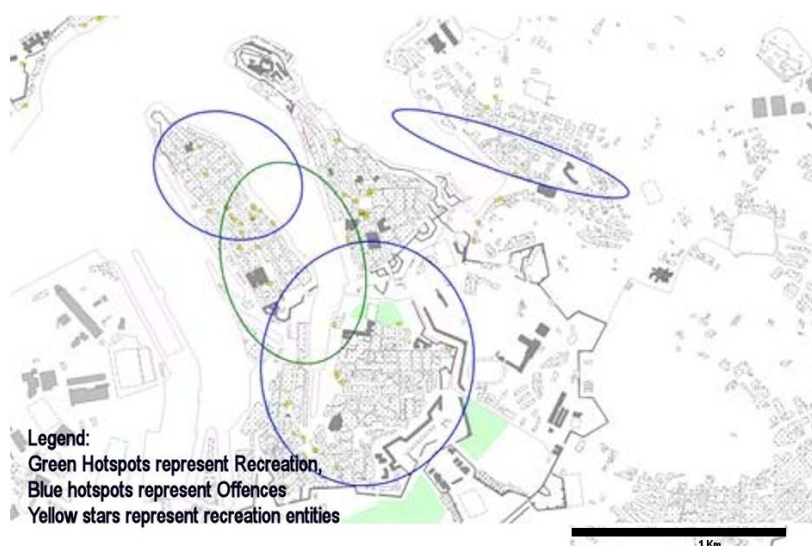 Legend:
Green Hotspots represent Recreation,
Blue hotspots represent Offences
Yellow stars represent recreation entities
1 Km